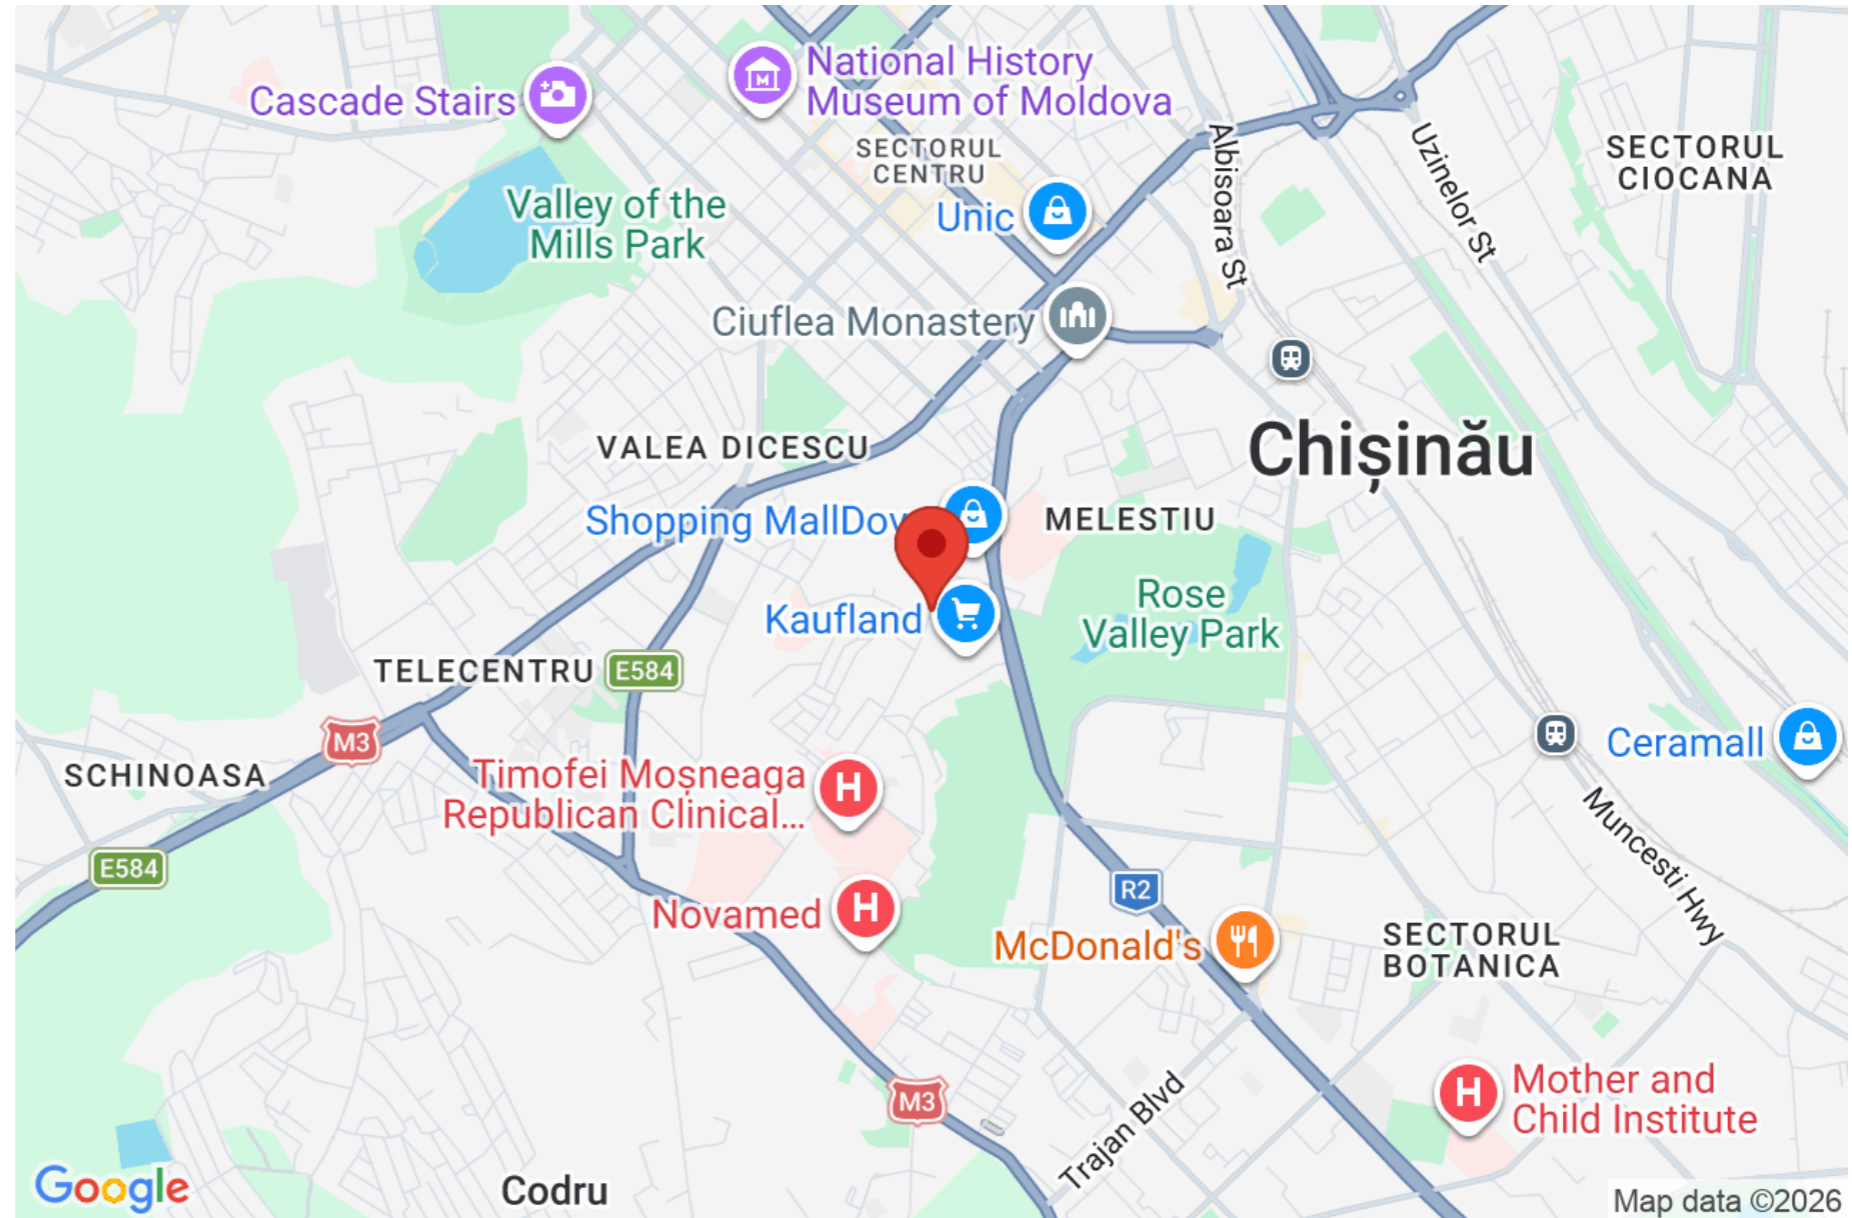 National History
Museum of Moldova
Cascade Stairs
SECTORUL
CENTRU
Albisoara St
Uzinelor St
SECTORUL
CIOCANA
Valley of the
Mills Park
Unic
Ciuflea Monastery
Chișinău
VALEA DICESCU
Shopping MallDov
MELESTIU
Rose
Valley Park
Kaufland
TELECENTRU
E584
M3
SCHINOASA
Timofei Moșneaga
Republican Clinical...
Ceramall
Muncesti Hwy
E584
R2
Novamed
McDonald's
SECTORUL
BOTANICA
M3
Trajan Blvd
Mother and
Child Institute
Codru
Google
Map data ©2026